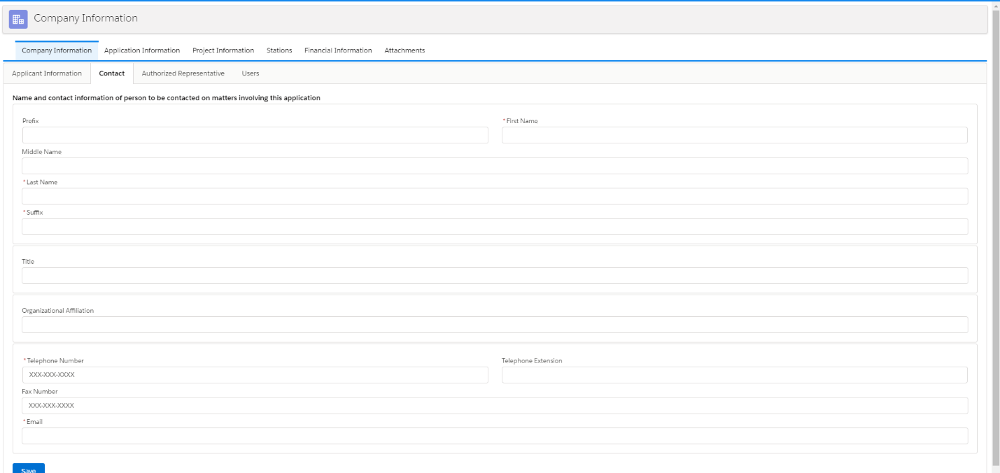 Company Information
Company Information Application Information Project Information Stations Financial Information Attachments
Applicant Information Contact Authorized Representative Users
Name and contact information of person to be contacted on matters involving this application
Prefix * First Name
Middle Name
* Last Name
* Suffix
Title
Organizational Affiliation
* Telephone Number Telephone Extension
XXX-XXX-XXXX
Fax Number
XXX-XXX-XXXX
* Email
Save